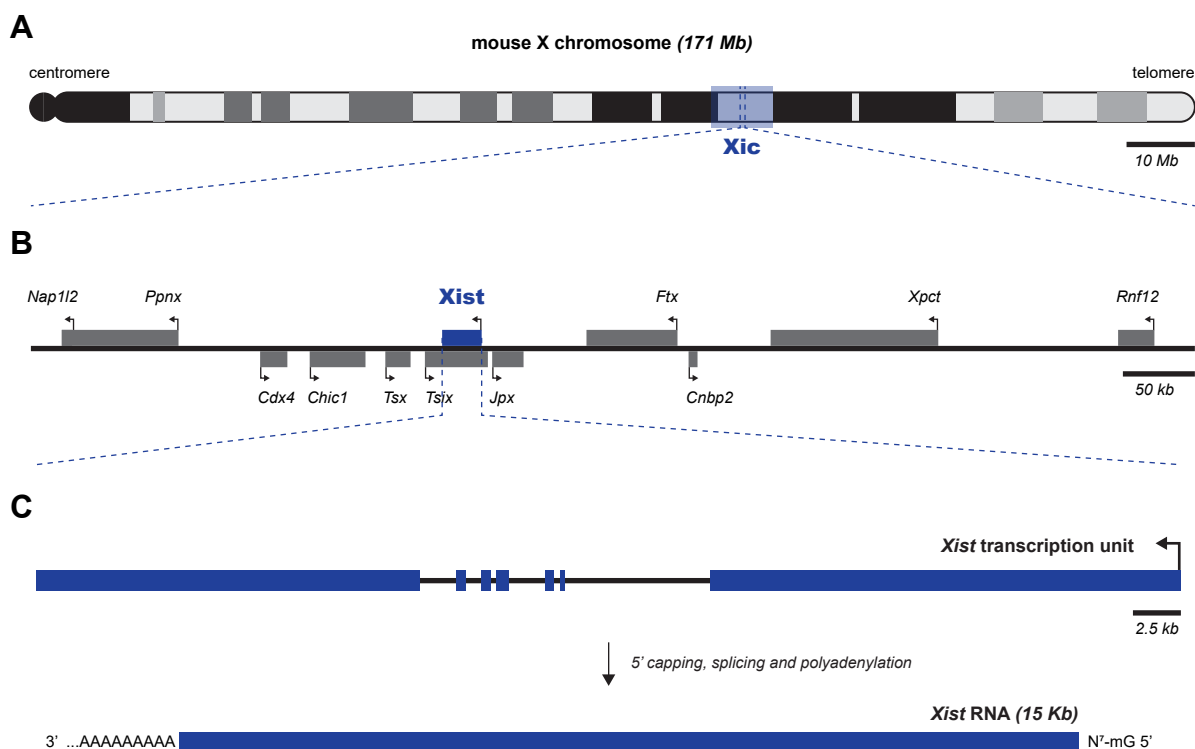 A
mouse X chromosome (171 Mb)
centromere
telomere
Xic
10 Mb
B
Nap1l2
Ppnx
Xist
Ftx
Xpct
Rnf12
Cdx4
Chic1
Tsx
Tsix
Jpx
Cnbp2
50 kb
C
Xist transcription unit
2.5 kb
5’ capping, splicing and polyadenylation
Xist RNA (15 Kb)
3’ ...AAAAAAAAA
N⁷-mG 5’